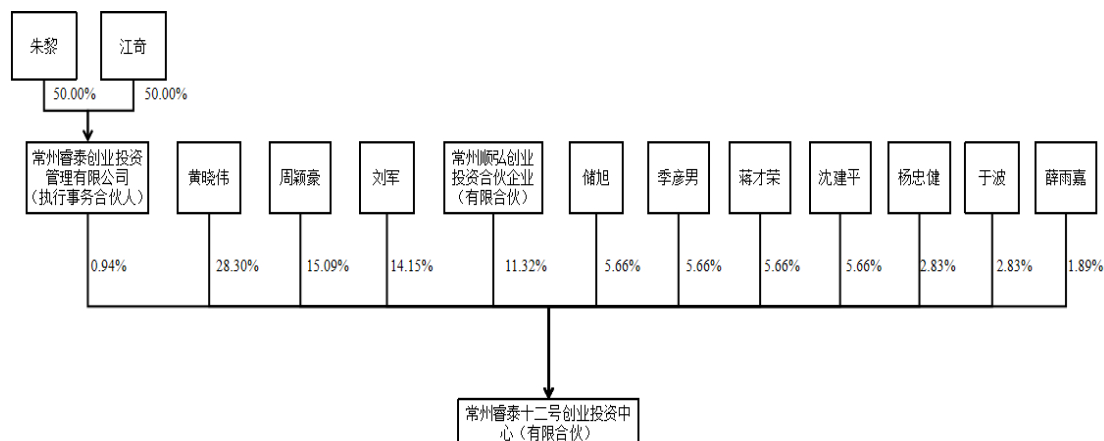 朱黎
江奇
50.00%
50.00%
常州睿泰创业投资
管理有限公司
（执行事务合伙人）
黄晓伟
周颖豪
刘军
常州顺弘创业
投资合伙企业
（有限合伙）
储旭
季彦男
蒋才荣
沈建平
杨忠健
于波
薛雨嘉
0.94%
28.30%
15.09%
14.15%
11.32%
5.66%
5.66%
5.66%
5.66%
2.83%
2.83%
1.89%
常州睿泰十二号创业投资中
心（有限合伙）